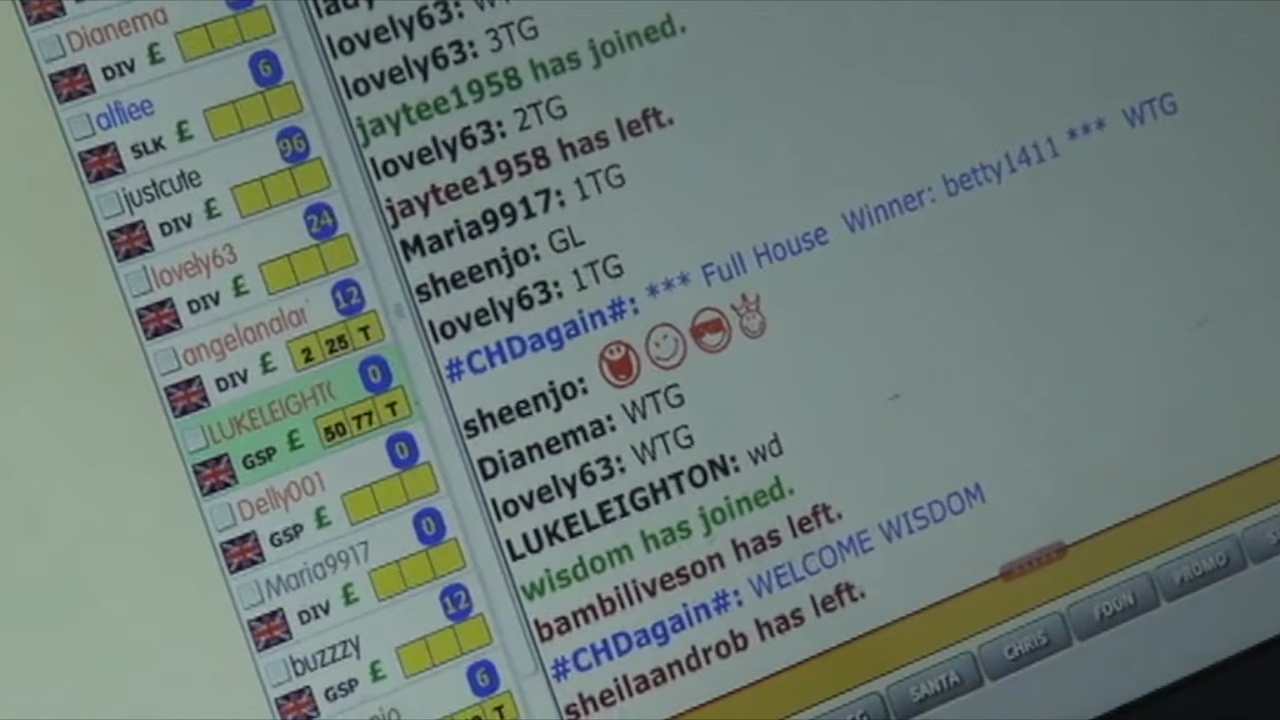 Dianema
DIV £
6
alfiee
SLK £
96
justcute
DIV £
24
lovely63
DIV £
12
angelanalar
DIV £ 2 25 T
0
LUKELEIGHT
GSP £ 50 77 T
0
Delly001
GSP £
0
Maria9917
DIV £
12
buzzzy
GSP £
6
T
lovely63:
lovely63: 3TG
jaytee1958 has joined.
lovely63: 2TG
jaytee1958 has left.
Maria9917: 1TG
sheenjo: GL
lovely63: 1TG
#CHDagain#: *** Full House Winner: betty1411 *** WTG
sheenjo:
Dianema: WTG
lovely63: WTG
LUKELEIGHTON: wd
wisdom has joined.
bambiliveson has left.
#CHDagain#: WELCOME WISDOM
sheilaandrob has left.
SANTA
CHRIS
PROMO